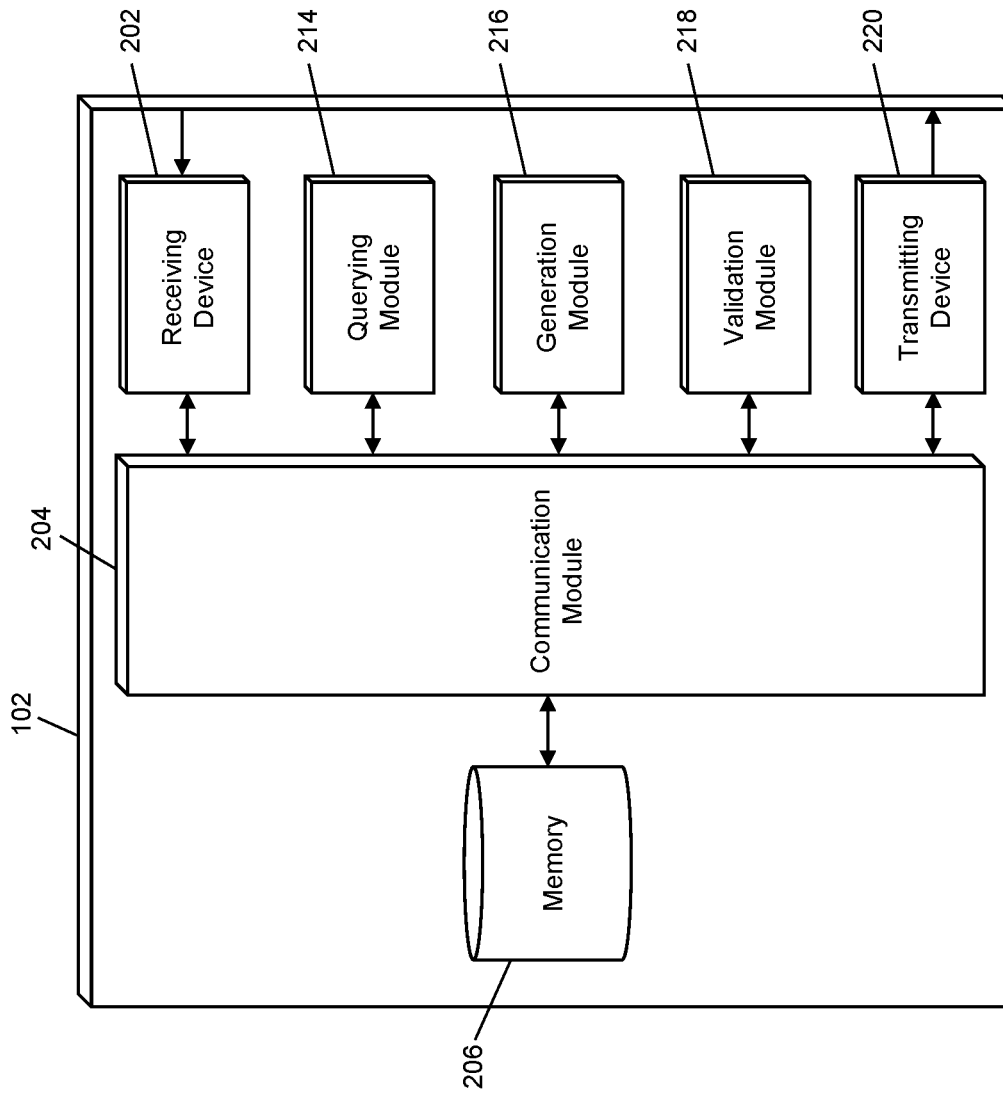 102
204
202
Receiving
Device
214
Querying
Module
216
Generation
Module
218
Validation
Module
220
Transmitting
Device
Communication
Module
Memory
206